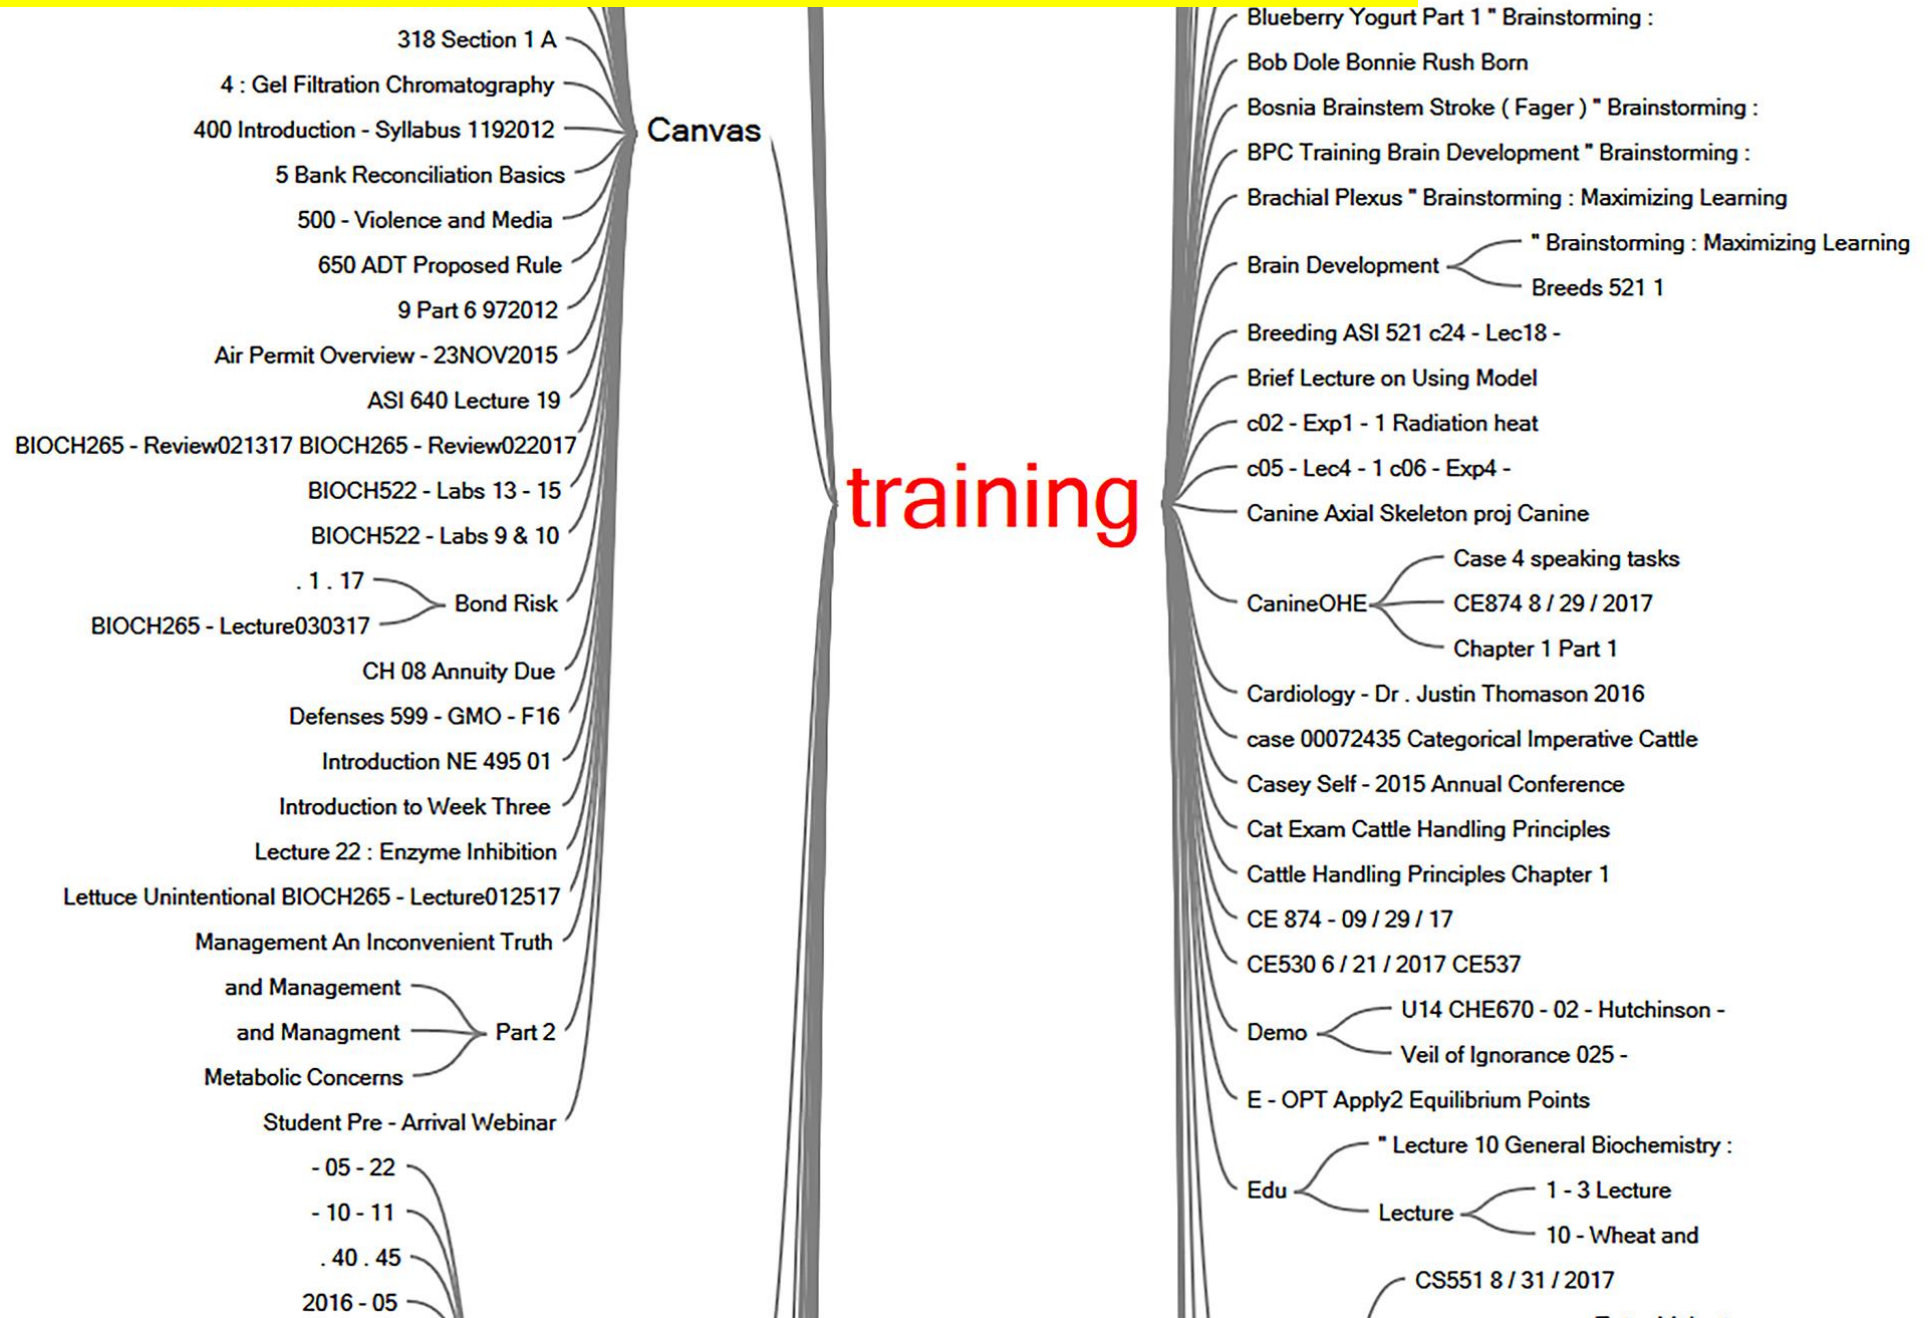 318 Section 1 A
4 : Gel Filtration Chromatography
400 Introduction - Syllabus 1192012
5 Bank Reconciliation Basics
500 - Violence and Media
650 ADT Proposed Rule
9 Part 6 972012
Air Permit Overview - 23NOV2015
ASI 640 Lecture 19
BIOCH265 - Review021317 BIOCH265 - Review022017
BIOCH522 - Labs 13 - 15
BIOCH522 - Labs 9 & 10
. 1 . 17
BIOCH265 - Lecture030317
Bond Risk
CH 08 Annuity Due
Defenses 599 - GMO - F16
Introduction NE 495 01
Introduction to Week Three
Lecture 22 : Enzyme Inhibition
Lettuce Unintentional BIOCH265 - Lecture012517
Management An Inconvenient Truth
and Management
and Managment
Metabolic Concerns
Part 2
Student Pre - Arrival Webinar
- 05 - 22
- 10 - 11
. 40 . 45
2016 - 05
Canvas
training
Blueberry Yogurt Part 1 " Brainstorming :
Bob Dole Bonnie Rush Born
Bosnia Brainstem Stroke ( Fager ) " Brainstorming :
BPC Training Brain Development " Brainstorming :
Brachial Plexus " Brainstorming : Maximizing Learning
Brain Development
" Brainstorming : Maximizing Learning
Breeds 521 1
Breeding ASI 521 c24 - Lec18 -
Brief Lecture on Using Model
c02 - Exp1 - 1 Radiation heat
c05 - Lec4 - 1 c06 - Exp4 -
Canine Axial Skeleton proj Canine
CanineOHE
Case 4 speaking tasks
CE874 8 / 29 / 2017
Chapter 1 Part 1
Cardiology - Dr . Justin Thomason 2016
case 00072435 Categorical Imperative Cattle
Casey Self - 2015 Annual Conference
Cat Exam Cattle Handling Principles
Cattle Handling Principles Chapter 1
CE 874 - 09 / 29 / 17
CE530 6 / 21 / 2017 CE537
Demo
U14 CHE670 - 02 - Hutchinson -
Veil of Ignorance 025 -
E - OPT Apply2 Equilibrium Points
Edu
" Lecture 10 General Biochemistry :
Lecture
1 - 3 Lecture
10 - Wheat and
CS551 8 / 31 / 2017